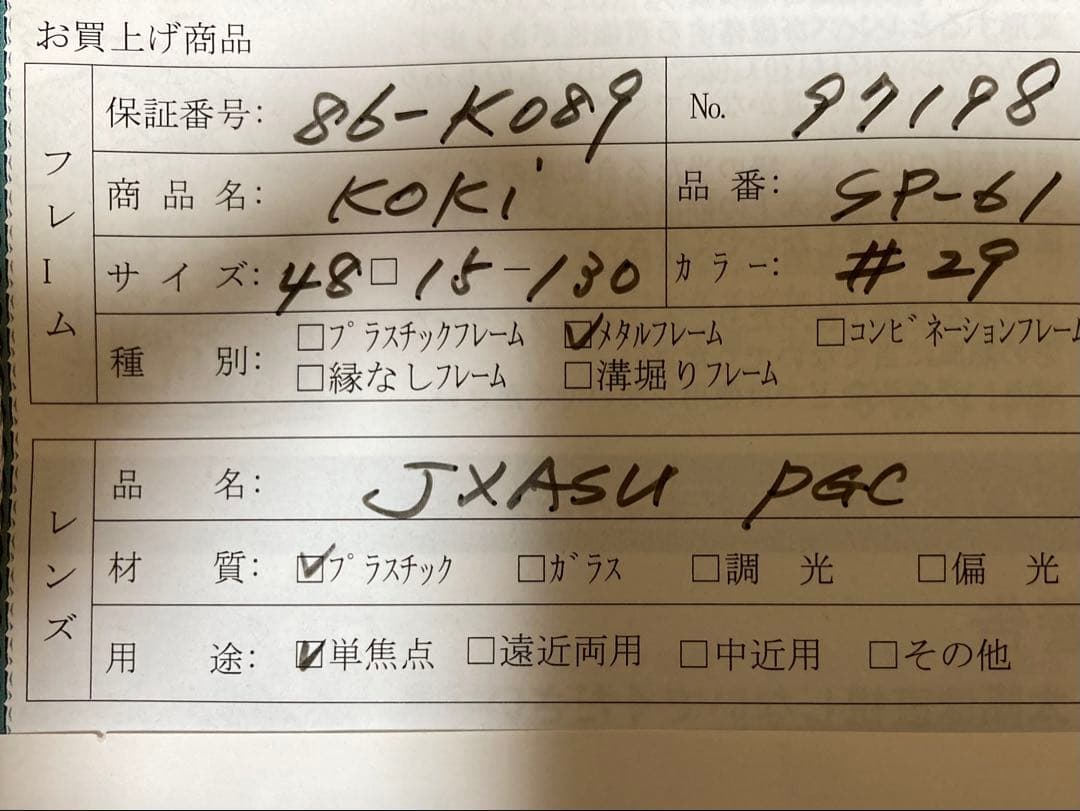 お買上げ商品
フレーム
保証番号: 86-K089 No. 97198
商品名: KOKI 品番: SP-61
サイズ: 48□15-130 カラー: #29
種別: □プラスチックフレーム ☑メタルフレーム □コンビネーションフレーム
□縁なしフレーム □溝堀りフレーム
レンズ
品名: JXASU PGC
材質: ☑プラスチック □ガラス □調光 □偏光
用途: ☑単焦点 □遠近両用 □中近用 □その他